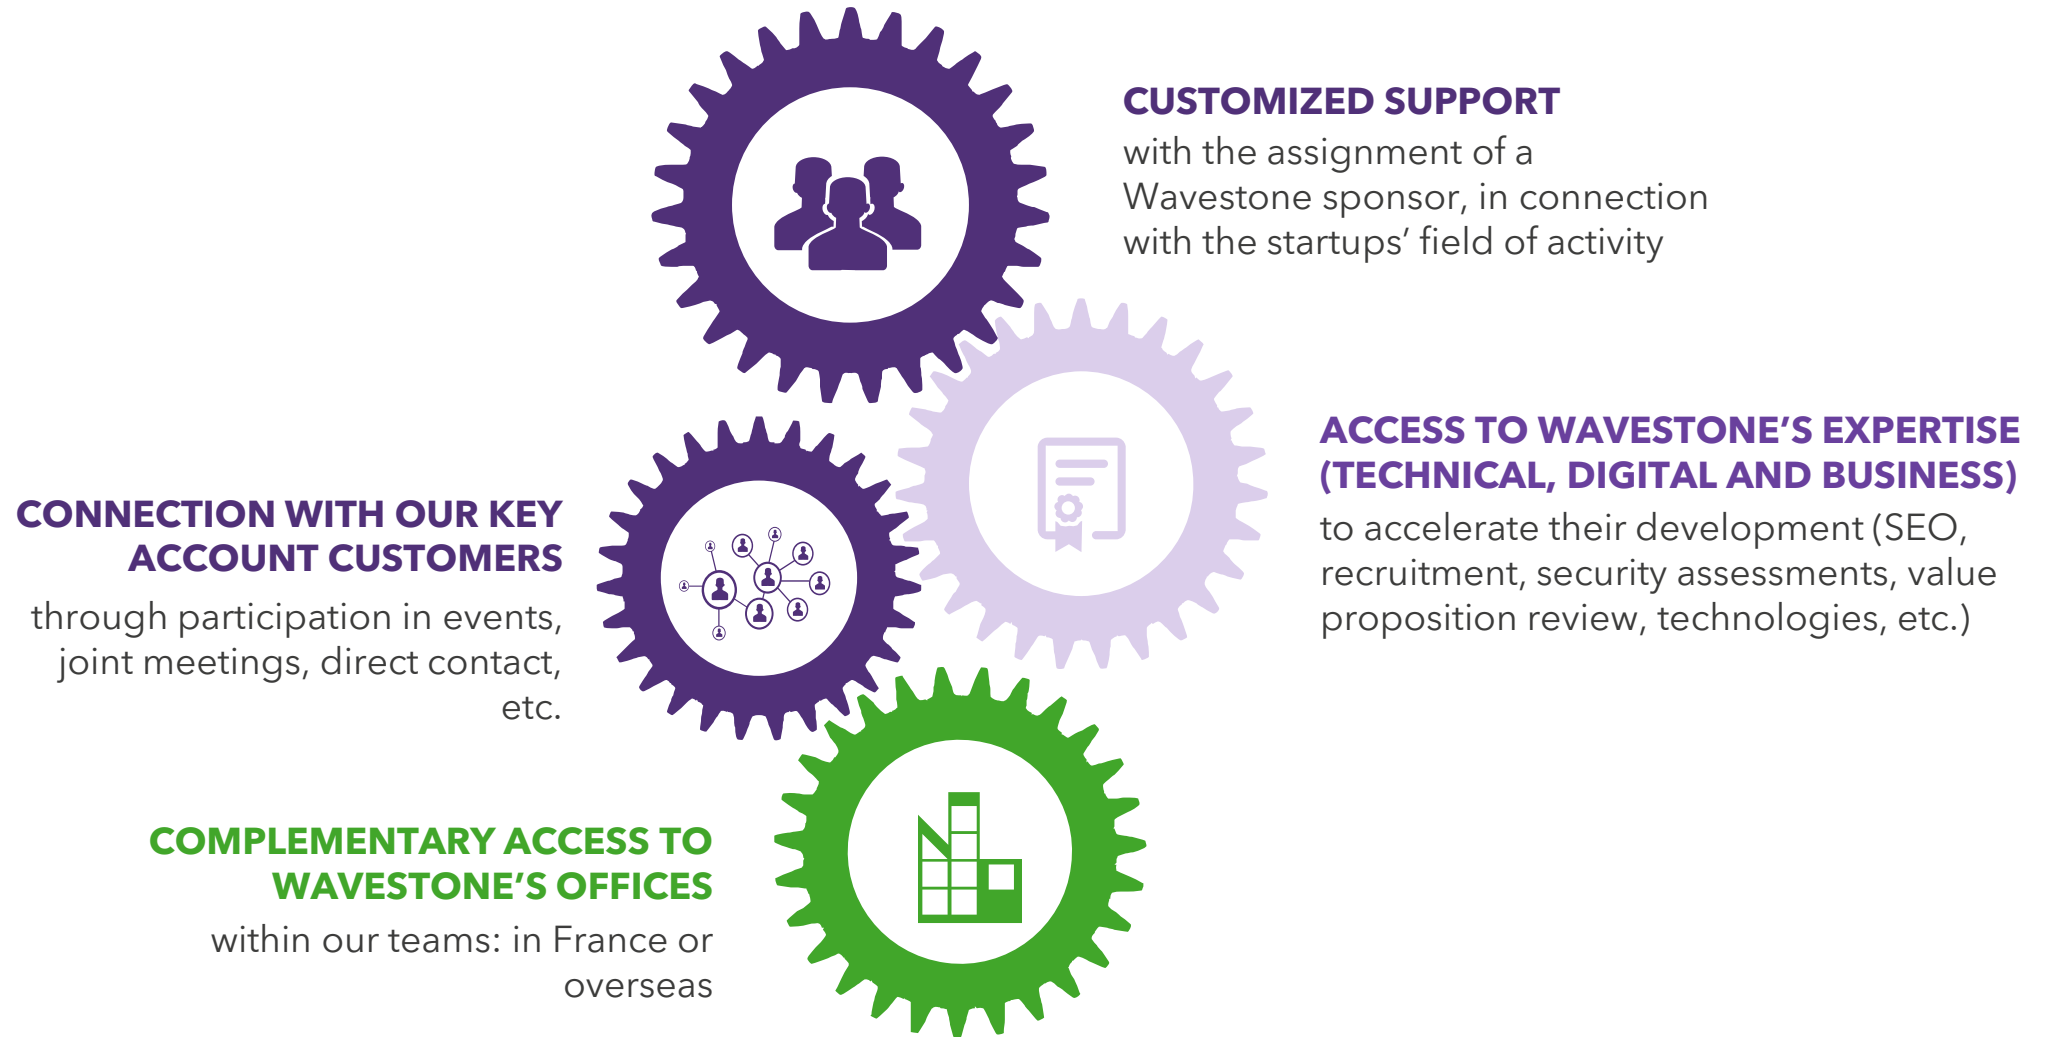 CUSTOMIZED SUPPORT
with the assignment of a
Wavestone sponsor, in connection
with the startups’ field of activity
ACCESS TO WAVESTONE’S EXPERTISE
(TECHNICAL, DIGITAL AND BUSINESS)
to accelerate their development (SEO,
recruitment, security assessments, value
proposition review, technologies, etc.)
CONNECTION WITH OUR KEY
ACCOUNT CUSTOMERS
through participation in events,
joint meetings, direct contact,
etc.
COMPLEMENTARY ACCESS TO
WAVESTONE’S OFFICES
within our teams: in France or
overseas